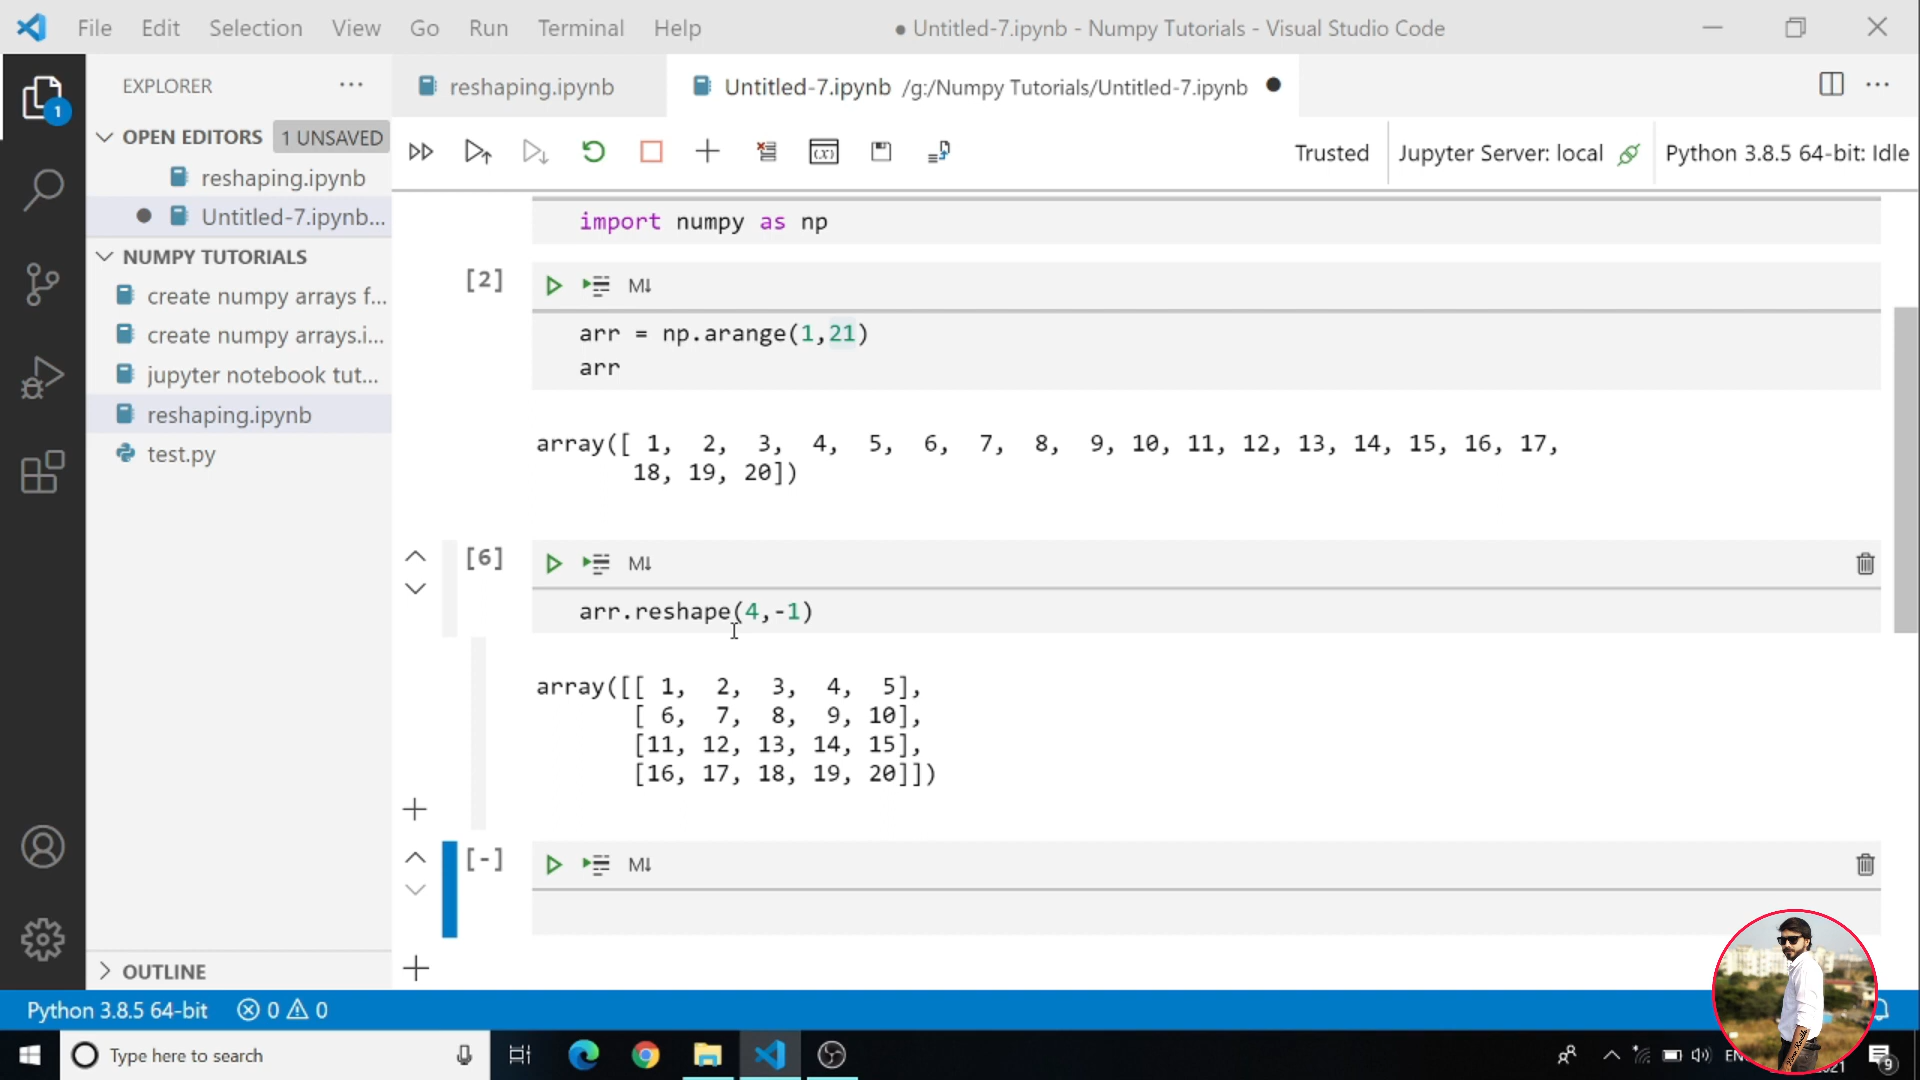 File Edit Selection View Go Run Terminal Help
● Untitled-7.ipynb - Numpy Tutorials - Visual Studio Code
EXPLORER
reshaping.ipynb
Untitled-7.ipynb /g:/Numpy Tutorials/Untitled-7.ipynb
OPEN EDITORS 1 UNSAVED
reshaping.ipynb
Untitled-7.ipynb...
NUMPY TUTORIALS
create numpy arrays f...
create numpy arrays.i...
jupyter notebook tut...
reshaping.ipynb
test.py
OUTLINE
1
Trusted
Jupyter Server: local
Python 3.8.5 64-bit: Idle
import numpy as np
[2]
M↓
arr = np.arange(1,21)
arr
array([ 1, 2, 3, 4, 5, 6, 7, 8, 9, 10, 11, 12, 13, 14, 15, 16, 17,
18, 19, 20])
[6]
M↓
arr.reshape(4,-1)
array([[ 1, 2, 3, 4, 5],
[ 6, 7, 8, 9, 10],
[11, 12, 13, 14, 15],
[16, 17, 18, 19, 20]])
[-]
M↓
Python 3.8.5 64-bit 0 0
Type here to search
9